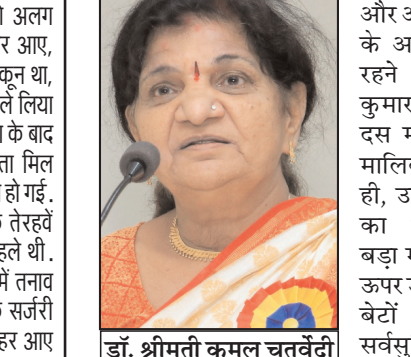 अलग
र आए,
कून था,
ले लिया
के बाद
ता मिल
हो गई.
तेरहवें
हले थी.
में तनाव
सर्जरी
हर आए
डॉ. श्रीमती कमल चतुर्वेदी
और
के अ
रहने
कुमार
दस म
मालि
ही, उ
का
बड़ा म
ऊपर
बेटों
सर्वसु